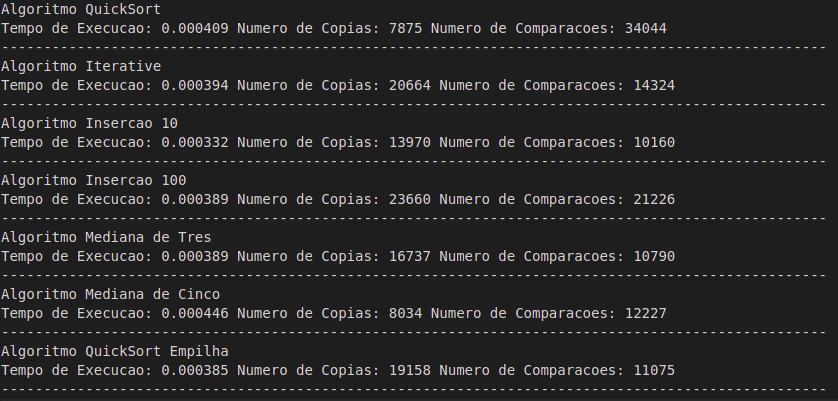 Algoritmo QuickSort
Tempo de Execucao: 0.000409 Numero de Copias: 7875 Numero de Comparacoes: 34044
--------------------------------------------------------------------------------------------------
Algoritmo Iterative
Tempo de Execucao: 0.000394 Numero de Copias: 20664 Numero de Comparacoes: 14324
--------------------------------------------------------------------------------------------------
Algoritmo Insercao 10
Tempo de Execucao: 0.000332 Numero de Copias: 13970 Numero de Comparacoes: 10160
--------------------------------------------------------------------------------------------------
Algoritmo Insercao 100
Tempo de Execucao: 0.000389 Numero de Copias: 23660 Numero de Comparacoes: 21226
--------------------------------------------------------------------------------------------------
Algoritmo Mediana de Tres
Tempo de Execucao: 0.000389 Numero de Copias: 16737 Numero de Comparacoes: 10790
--------------------------------------------------------------------------------------------------
Algoritmo Mediana de Cinco
Tempo de Execucao: 0.000446 Numero de Copias: 8034 Numero de Comparacoes: 12227
--------------------------------------------------------------------------------------------------
Algoritmo QuickSort Empilha
Tempo de Execucao: 0.000385 Numero de Copias: 19158 Numero de Comparacoes: 11075
--------------------------------------------------------------------------------------------------